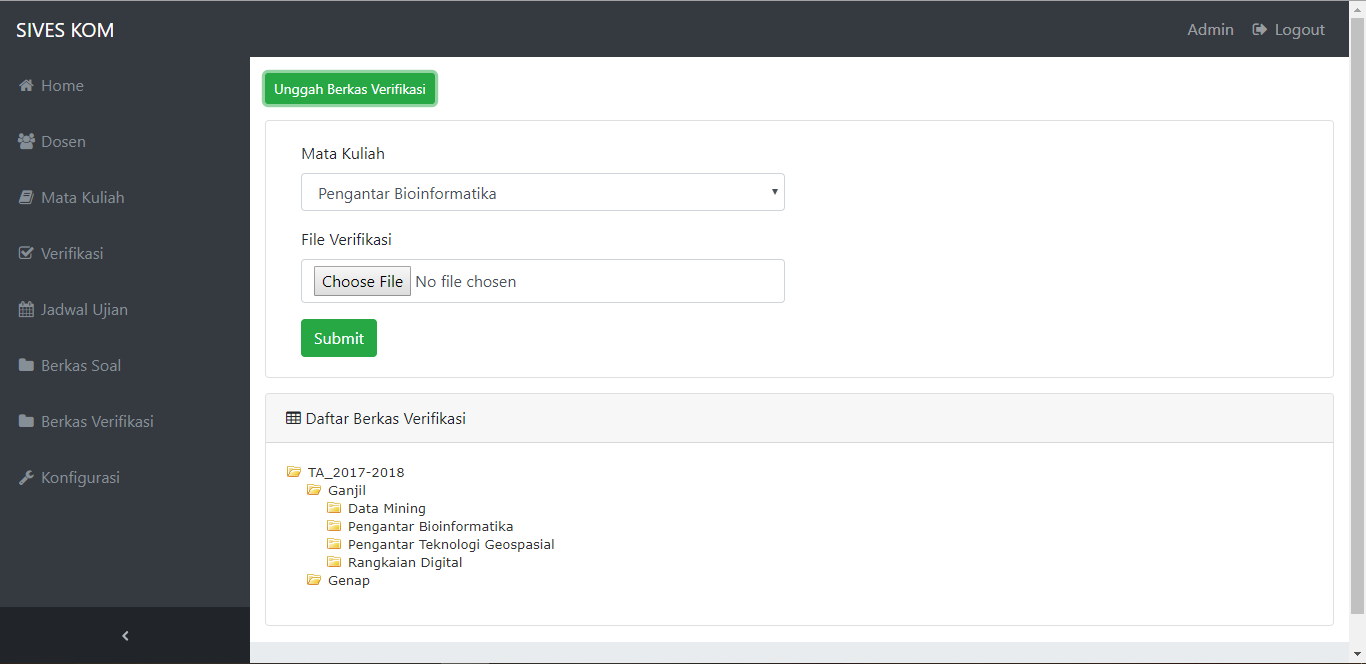 SIVES KOM
Admin
Logout
Home
Dosen
Mata Kuliah
Verifikasi
Jadwal Ujian
Berkas Soal
Berkas Verifikasi
Konfigurasi
Unggah Berkas Verifikasi
Mata Kuliah
Pengantar Bioinformatika
File Verifikasi
Choose File No file chosen
Submit
Daftar Berkas Verifikasi
TA_2017-2018
Ganjil
Data Mining
Pengantar Bioinformatika
Pengantar Teknologi Geospasial
Rangkaian Digital
Genap